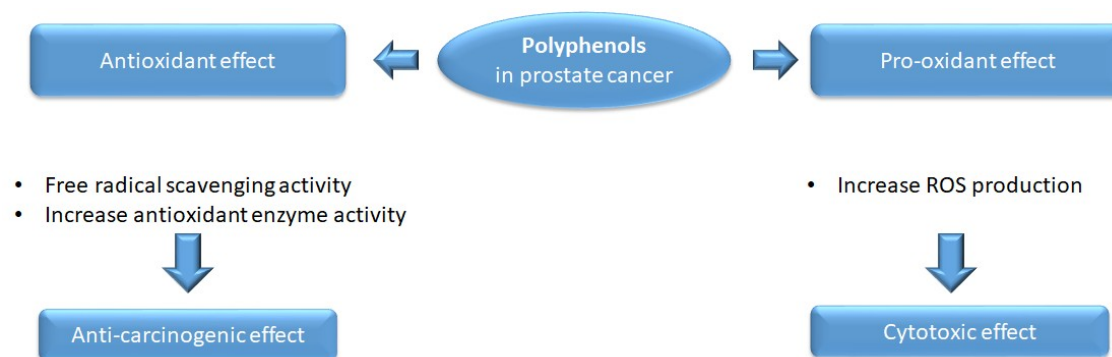 Antioxidant effect
Polyphenols
in prostate cancer
Pro-oxidant effect
• Free radical scavenging activity
• Increase antioxidant enzyme activity
• Increase ROS production
Anti-carcinogenic effect
Cytotoxic effect